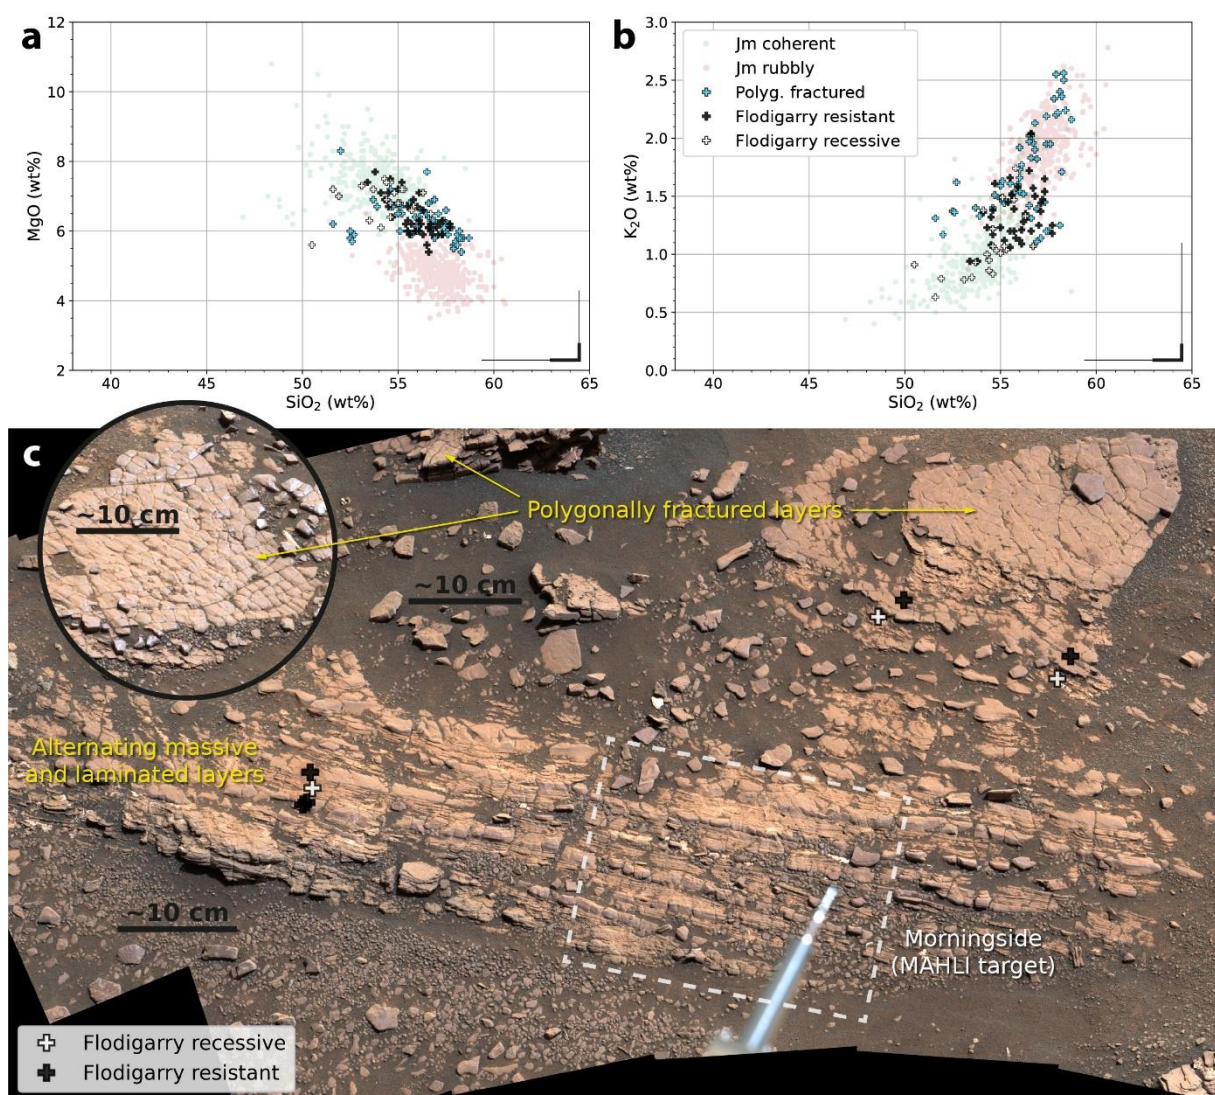 a
12
10
8
6
4
2
MgO (wt%)
40 45 50 55 60 65
SiO₂ (wt%)
b
3.0
2.5
2.0
1.5
1.0
0.5
0.0
K₂O (wt%)
Jm coherent
Jm rubbly
Polyg. fractured
Flodigarry resistant
Flodigarry recessive
40 45 50 55 60 65
SiO₂ (wt%)
c
~10 cm
Polygonally fractured layers
~10 cm
Alternating massive
and laminated layers
~10 cm
Morningside
(MAHLI target)
Flodigarry recessive
Flodigarry resistant